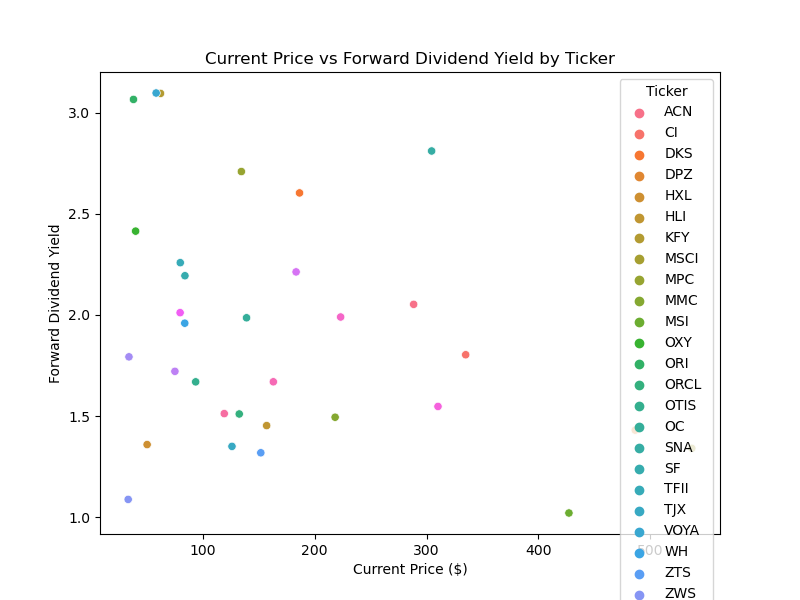 Current Price vs Forward Dividend Yield by Ticker
Forward Dividend Yield
3.0
2.5
2.0
1.5
1.0
100
200
300
400
500
Current Price ($)
Ticker
ACN
CI
DKS
DPZ
HXL
HLI
KFY
MSCI
MPC
MMC
MSI
OXY
ORI
ORCL
OTIS
OC
SNA
SF
TFII
TJX
VOYA
WH
ZTS
ZWS